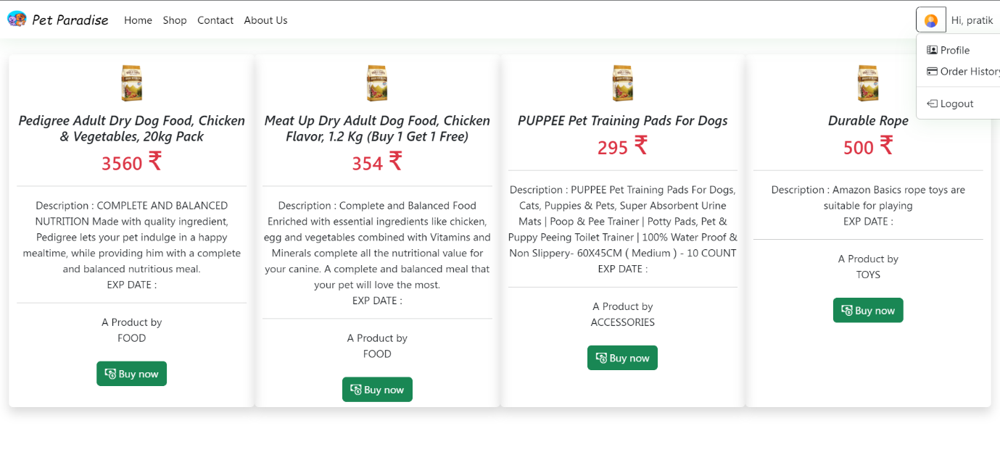 Pet Paradise
Home
Shop
Contact
About Us
Hi, pratik
Profile
Order History
Logout
Pedigree Adult Dry Dog Food, Chicken
& Vegetables, 20kg Pack
3560 ₹
Description : COMPLETE AND BALANCED
NUTRITION Made with quality ingredient,
Pedigree lets your pet indulge in a happy
mealtime, while providing him with a complete
and balanced nutritious meal.
EXP DATE :
A Product by
FOOD
Buy now
Meat Up Dry Adult Dog Food, Chicken
Flavor, 1.2 Kg (Buy 1 Get 1 Free)
354 ₹
Description : Complete and Balanced Food
Enriched with essential ingredients like chicken,
egg and vegetables combined with Vitamins and
Minerals complete all the nutritional value for
your canine. A complete and balanced meal that
your pet will love the most.
EXP DATE :
A Product by
FOOD
Buy now
PUPPEE Pet Training Pads For Dogs
295 ₹
Description : PUPPEE Pet Training Pads For Dogs,
Cats, Puppies & Pets, Super Absorbent Urine
Mats | Poop & Pee Trainer | Potty Pads, Pet &
Puppy Peeing Toilet Trainer | 100% Water Proof &
Non Slippery- 60X45CM ( Medium ) - 10 COUNT
EXP DATE :
A Product by
ACCESSORIES
Buy now
Durable Rope
500 ₹
Description : Amazon Basics rope toys are
suitable for playing
EXP DATE :
A Product by
TOYS
Buy now